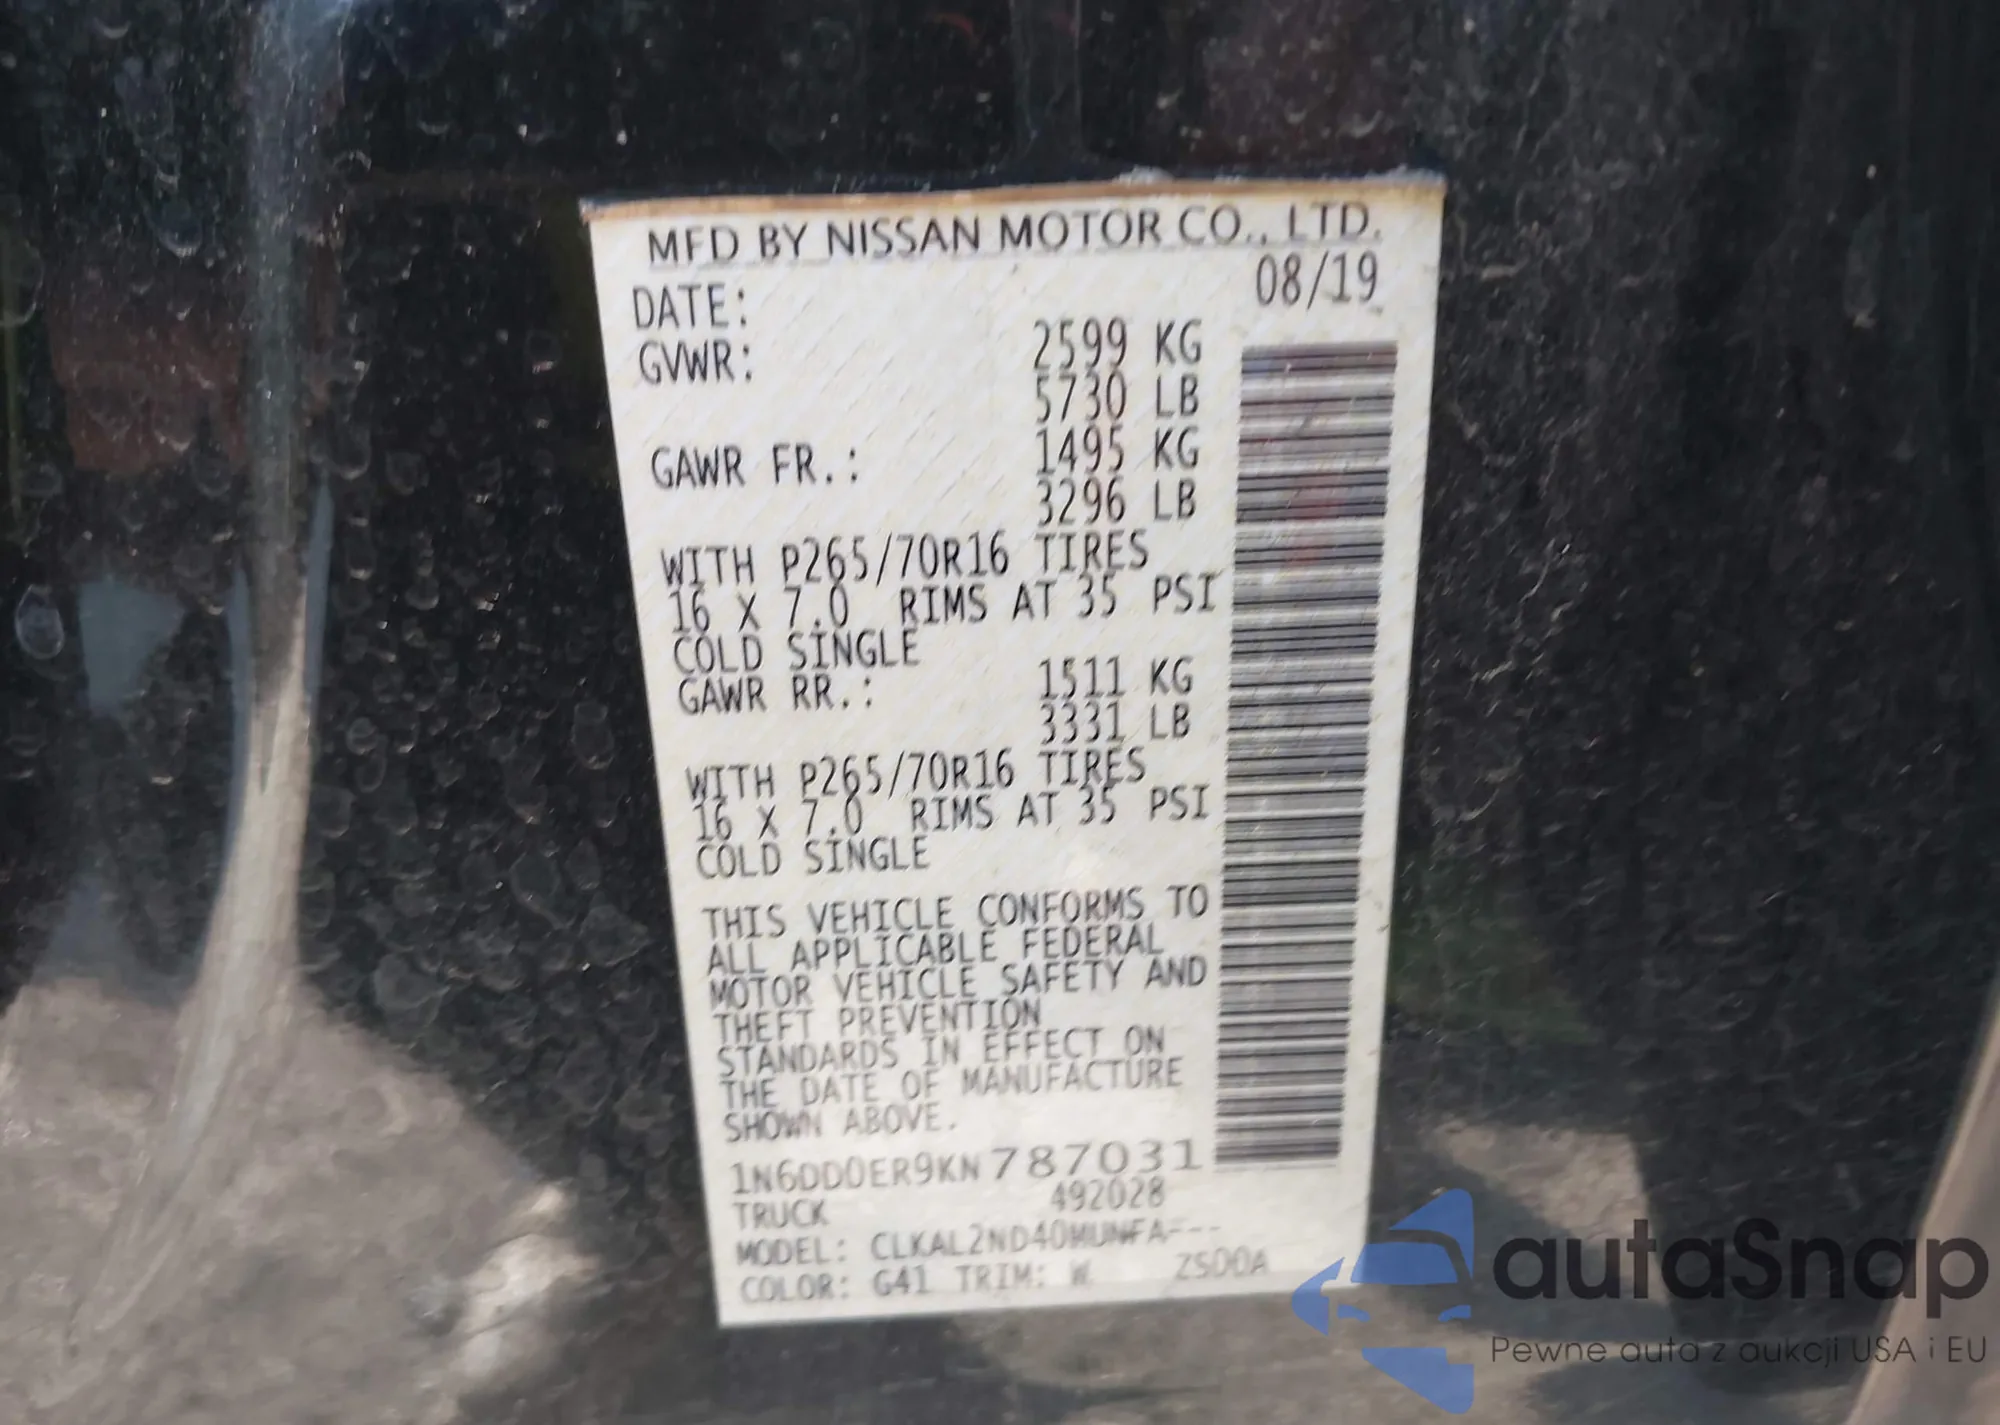 MFD BY NISSAN MOTOR CO., LTD.
DATE: 08/19
GVWR: 2599 KG
5730 LB
GAWR FR.: 1495 KG
3296 LB
WITH P265/70R16 TIRES
16 X 7.0 RIMS AT 35 PSI
COLD SINGLE
GAWR RR.: 1511 KG
3331 LB
WITH P265/70R16 TIRES
16 X 7.0 RIMS AT 35 PSI
COLD SINGLE
THIS VEHICLE CONFORMS TO
ALL APPLICABLE FEDERAL
MOTOR VEHICLE SAFETY AND
THEFT PREVENTION
STANDARDS IN EFFECT ON
THE DATE OF MANUFACTURE
SHOWN ABOVE.
1N6DD0ER9KN787031
TRUCK 492028
MODEL: CLKAL2ND40MUNFA---
COLOR: G41 TRIM: W ZS00A
autaSnap
Pewne auta z aukcji USA i EU